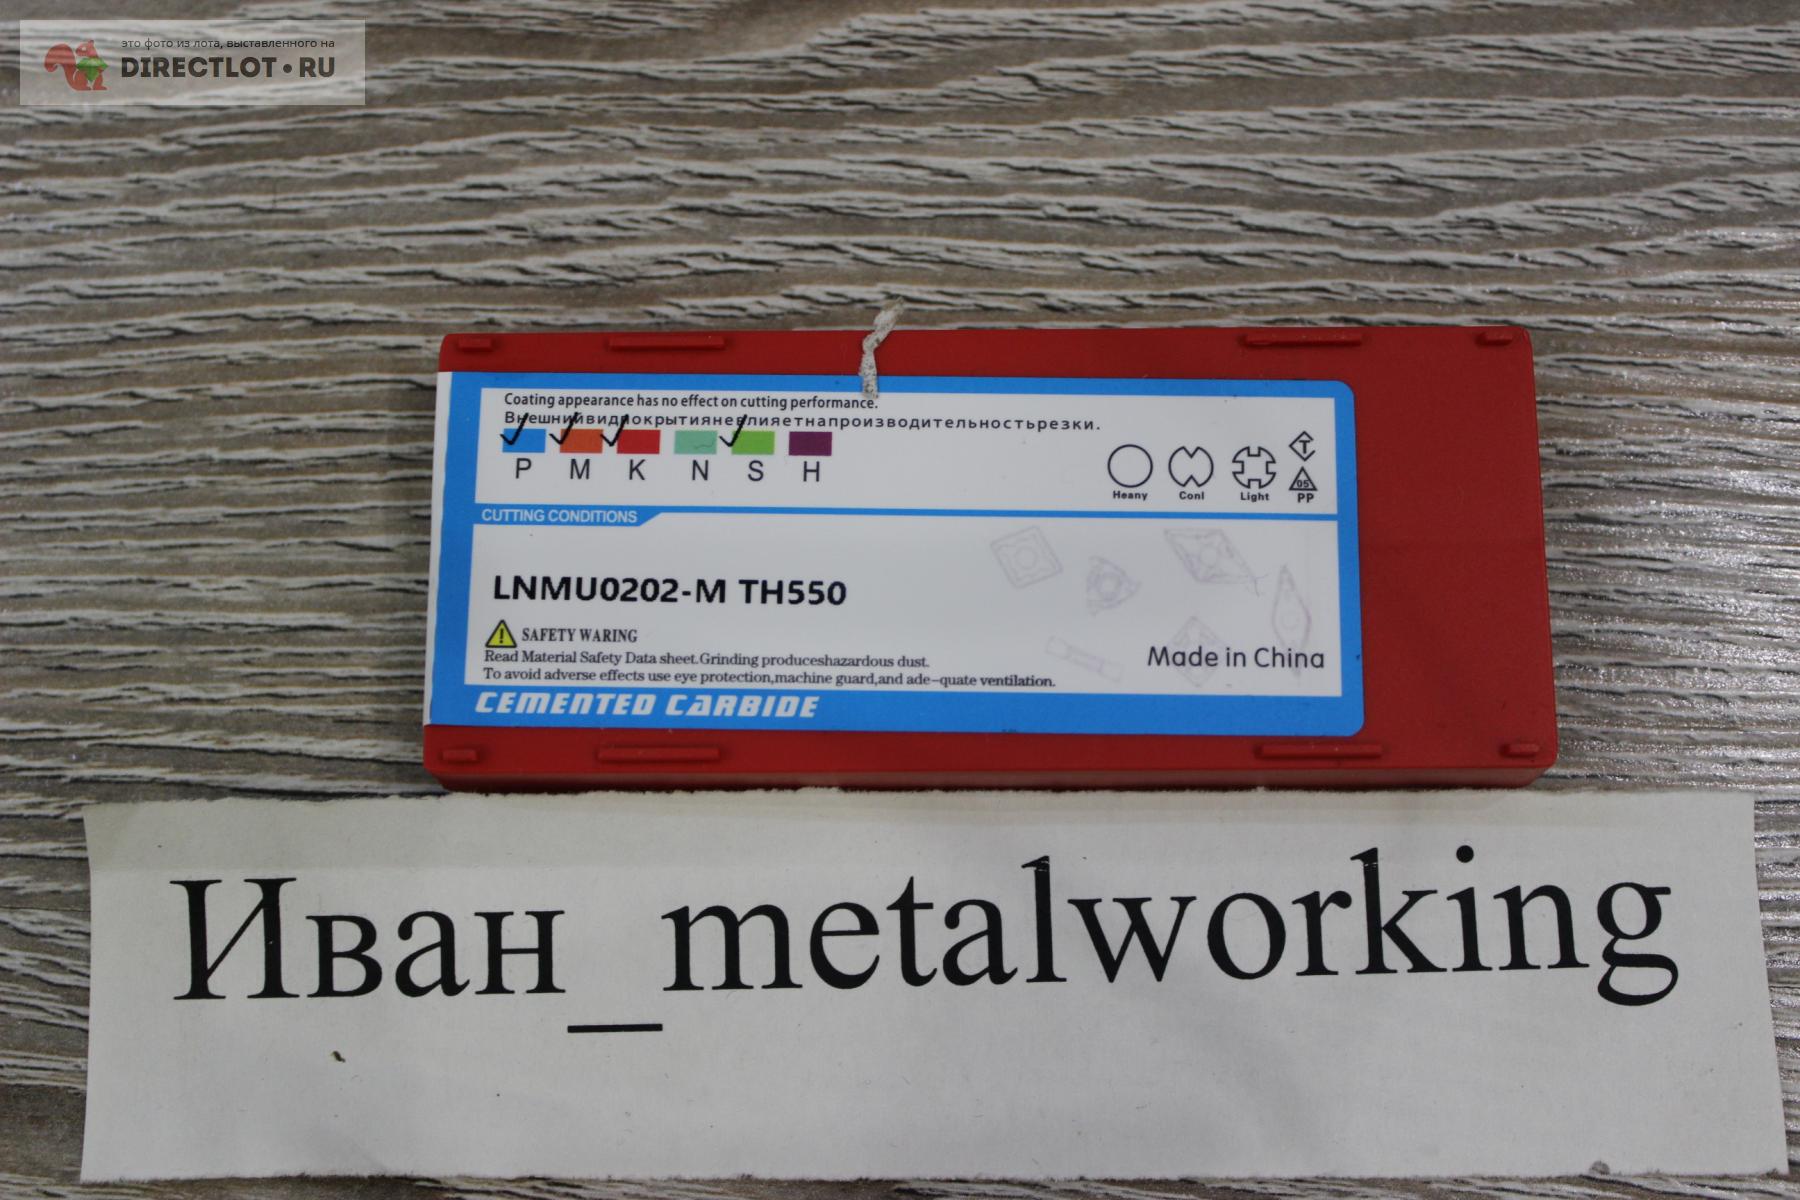 это фото из лота, выставленного на
DIRECTLOT•RU
Coating appearance has no effect on cutting performance.
Внешнийвидпокрытияневлияетнапроизводительностьрезки.
P M K N S H
Heany Conl Light
T
05
PP
CUTTING CONDITIONS
LNMU0202-M TH550
SAFETY WARING
Read Material Safety Data sheet.Grinding produceshazardous dust.
To avoid adverse effects use eye protection,machine guard,and ade-quate ventilation.
Made in China
CEMENTED CARBIDE
Иван_metalworking